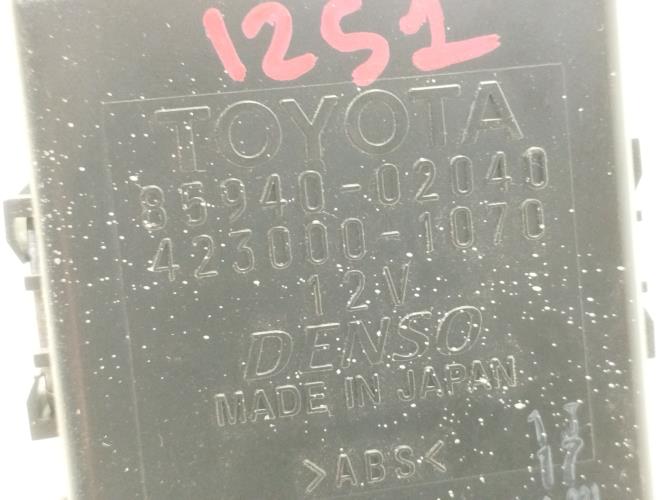 1251
TOYOTA
85940-02040
423000-1070
12V
DENSO
MADE IN JAPAN
>ABS<